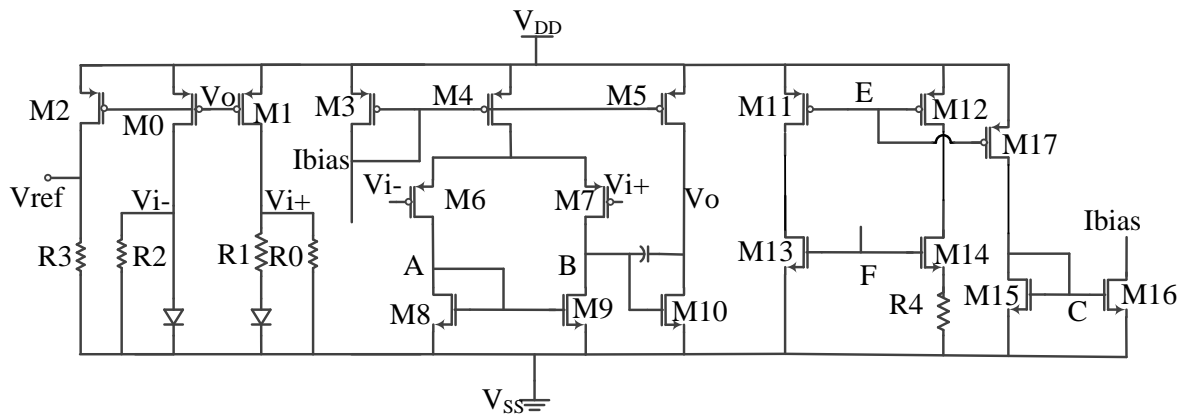 V_DD
M2
M0
Vo
M1
M3
M4
M5
M11
E
M12
M17
Ibias
Vref
Vi-
Vi+
Vi-
M6
M7
Vi+
Vo
Ibias
R3
R2
R1
R0
A
B
M13
F
M14
M8
M9
M10
R4
M15
C
M16
V_SS